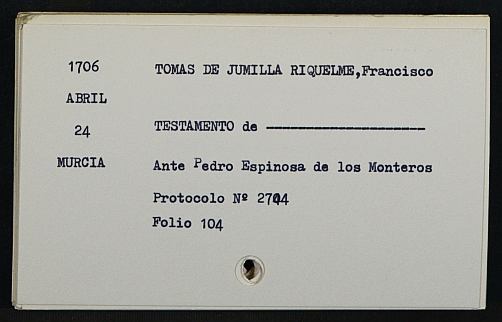 1706 TOMAS DE JUMILLA RIQUELME,Francisco
ABRIL
24 TESTAMENTO de ----------------------
MURCIA Ante Pedro Espinosa de los Monteros
Protocolo Nº
Folio 104